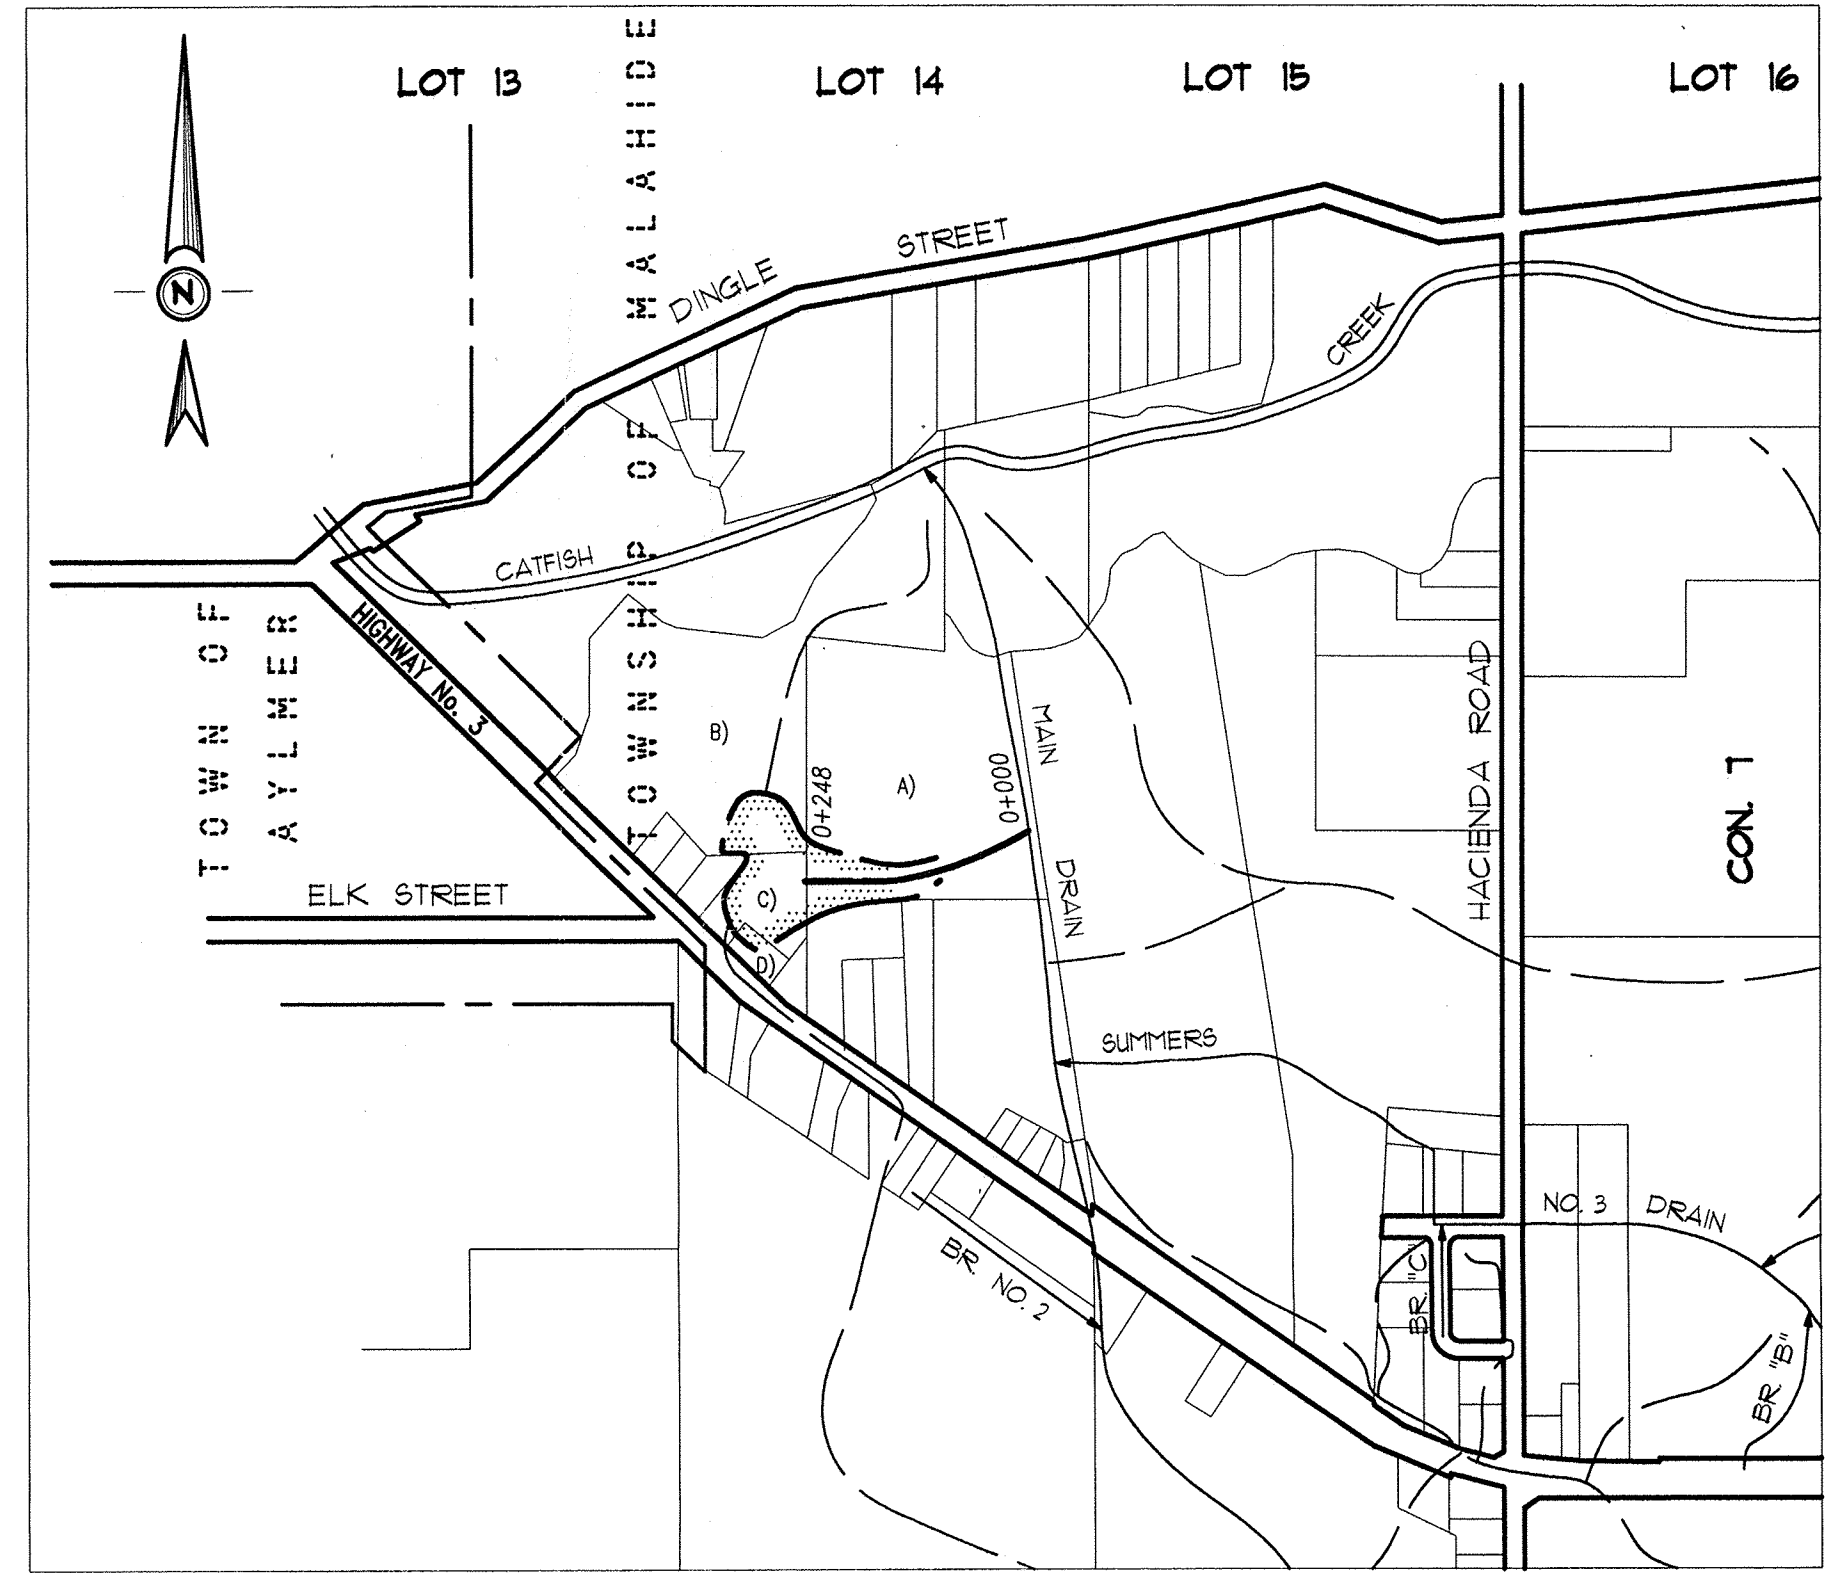 LOT 13
LOT 14
LOT 15
LOT 16
N
TOWNSHIP OF MALAHIDE
DINGLE STREET
CATFISH CREEK
TOWN OF
AYLMER
HIGHWAY No. 3
ELK STREET
B)
A)
C)
D)
0+248
0+000
MAIN DRAIN
HACIENDA ROAD
CON. 7
SUMMERS
NO. 3 DRAIN
BR. NO. 2
BR. "C"
BR. "B"